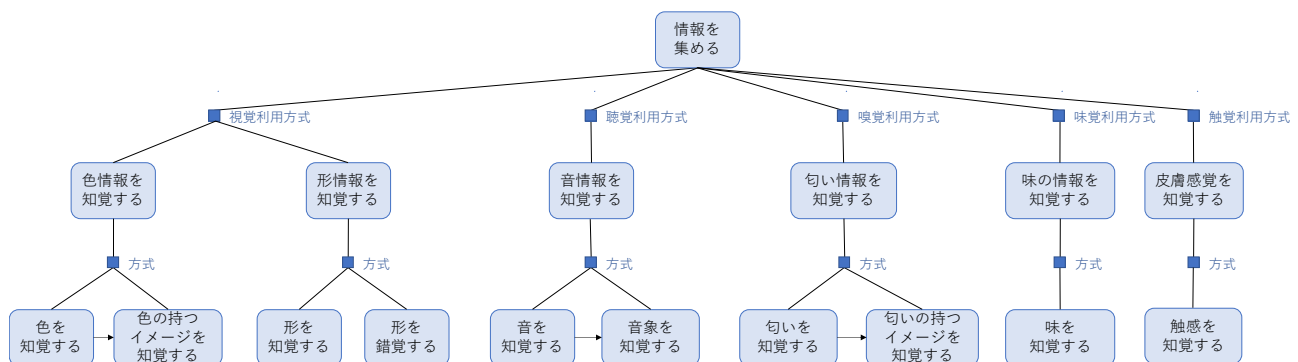 情報を
集める
視覚利用方式
聴覚利用方式
嗅覚利用方式
味覚利用方式
触覚利用方式
色情報を
知覚する
形情報を
知覚する
音情報を
知覚する
匂い情報を
知覚する
味の情報を
知覚する
皮膚感覚を
知覚する
方式
方式
方式
方式
方式
方式
色を
知覚する
色の持つ
イメージを
知覚する
形を
知覚する
形を
錯覚する
音を
知覚する
音象を
知覚する
匂いを
知覚する
匂いの持つ
イメージを
知覚する
味を
知覚する
触感を
知覚する